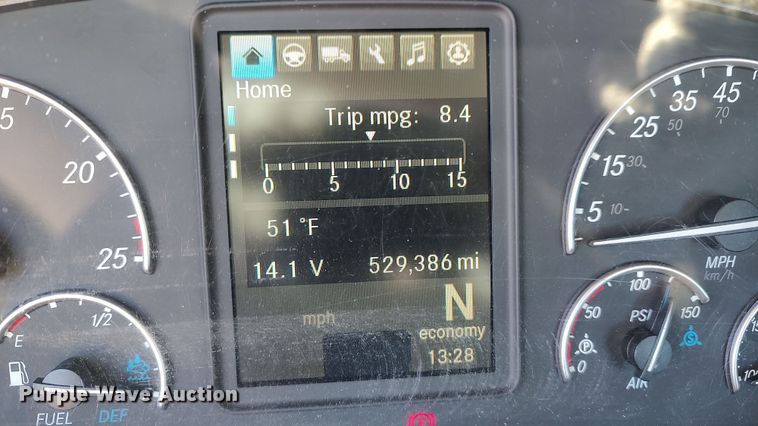 Home
Trip mpg: 8.4
0 5 10 15
51 °F
14.1 V 529,386 mi
N
mph
economy
13:28
5
20
25
E 1/2
FUEL DEF
5 15 25 35 45
10 30 50 70
MPH
km/h
0 50 100 150
PSI
P
S
AIR
Purple Wave Auction